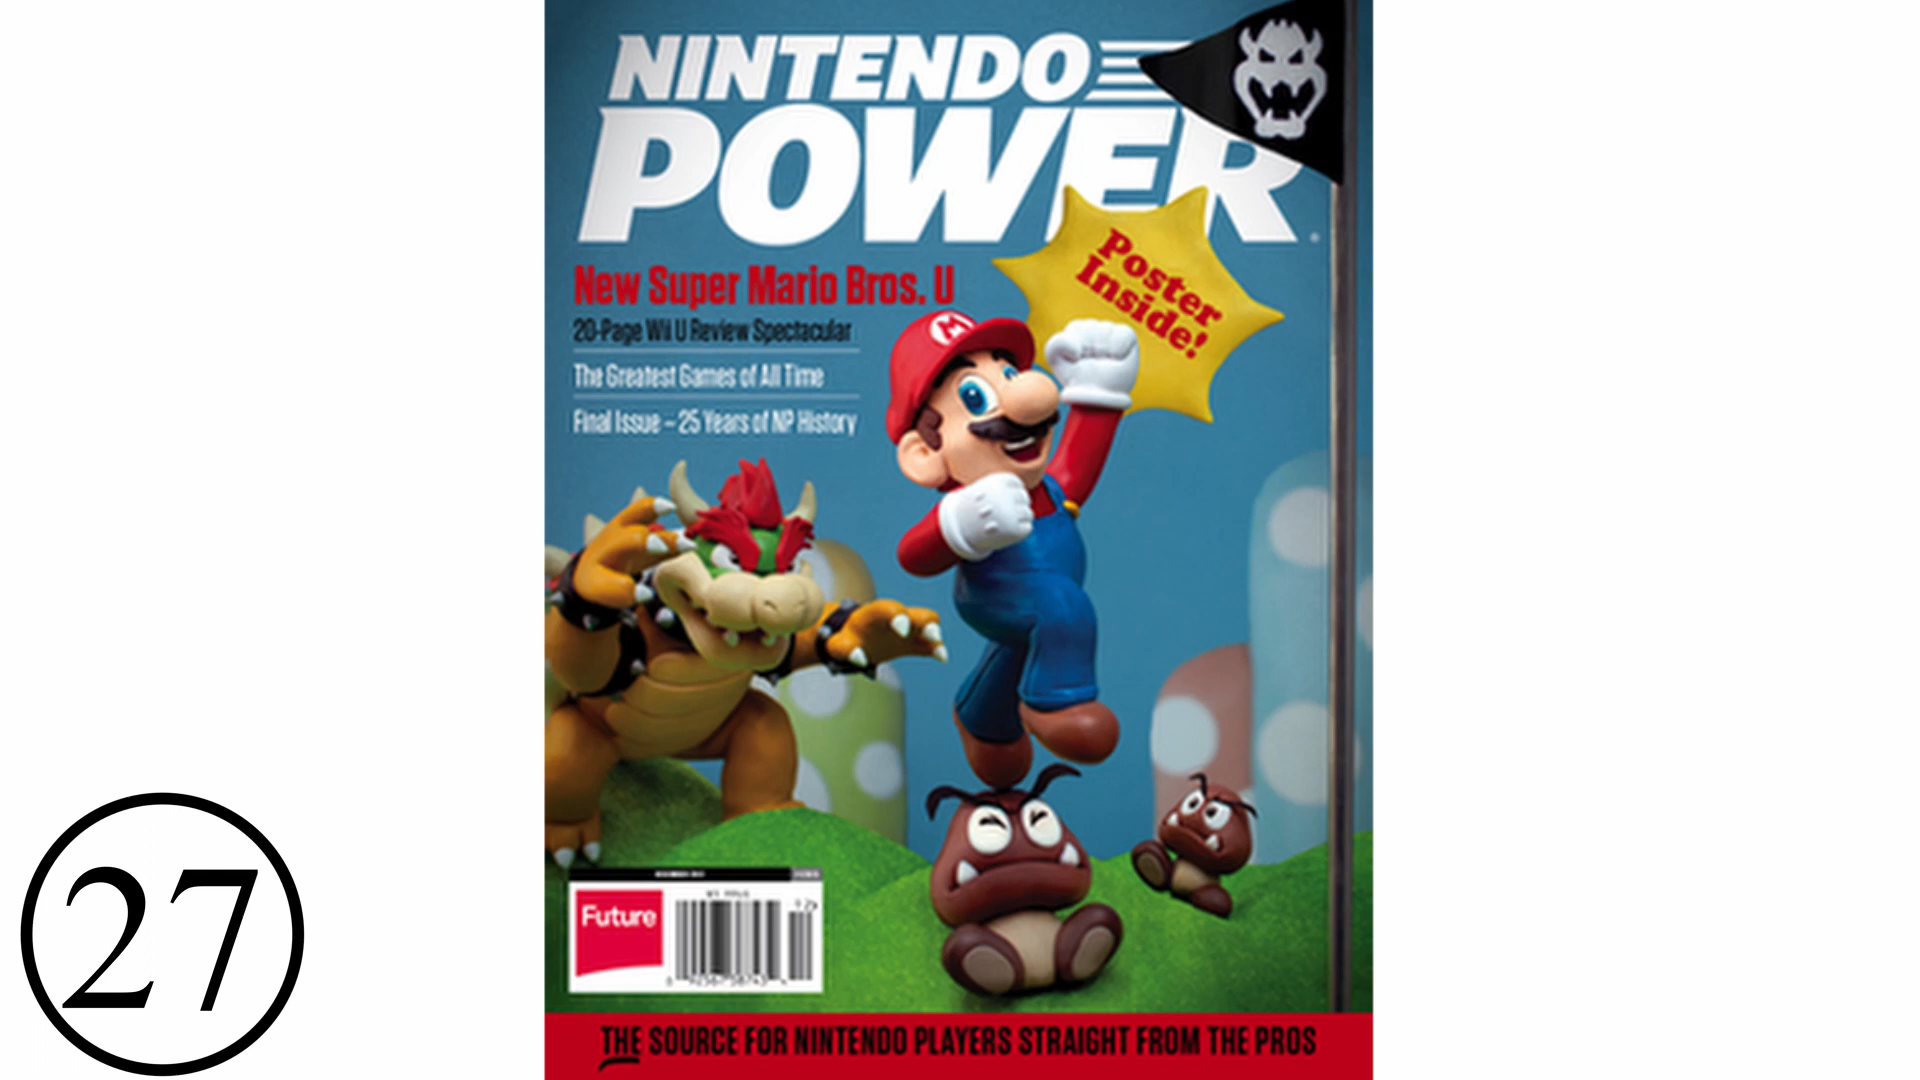 NINTENDO
POWER
Poster
Inside!
New Super Mario Bros. U
20-Page Wii U Review Spectacular
The Greatest Games of All Time
Final Issue – 25 Years of NP History
M
Future
THE SOURCE FOR NINTENDO PLAYERS STRAIGHT FROM THE PROS
27